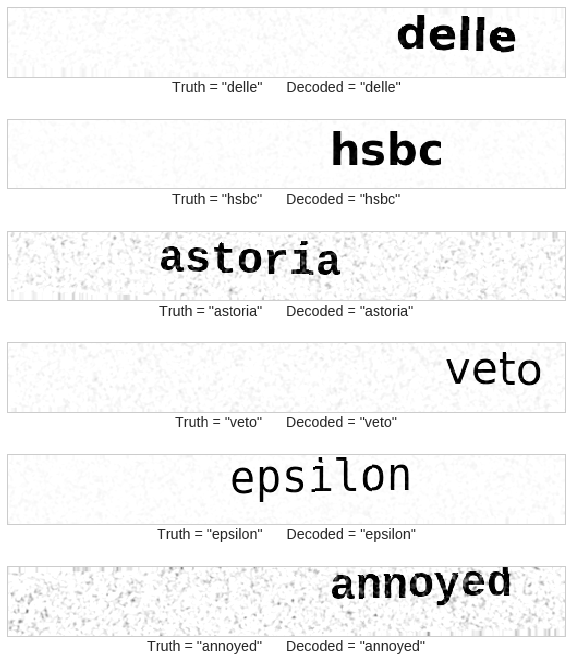 delle
Truth = "delle" Decoded = "delle"
hsbc
Truth = "hsbc" Decoded = "hsbc"
astoria
Truth = "astoria" Decoded = "astoria"
veto
Truth = "veto" Decoded = "veto"
epsilon
Truth = "epsilon" Decoded = "epsilon"
annoyed
Truth = "annoyed" Decoded = "annoyed"